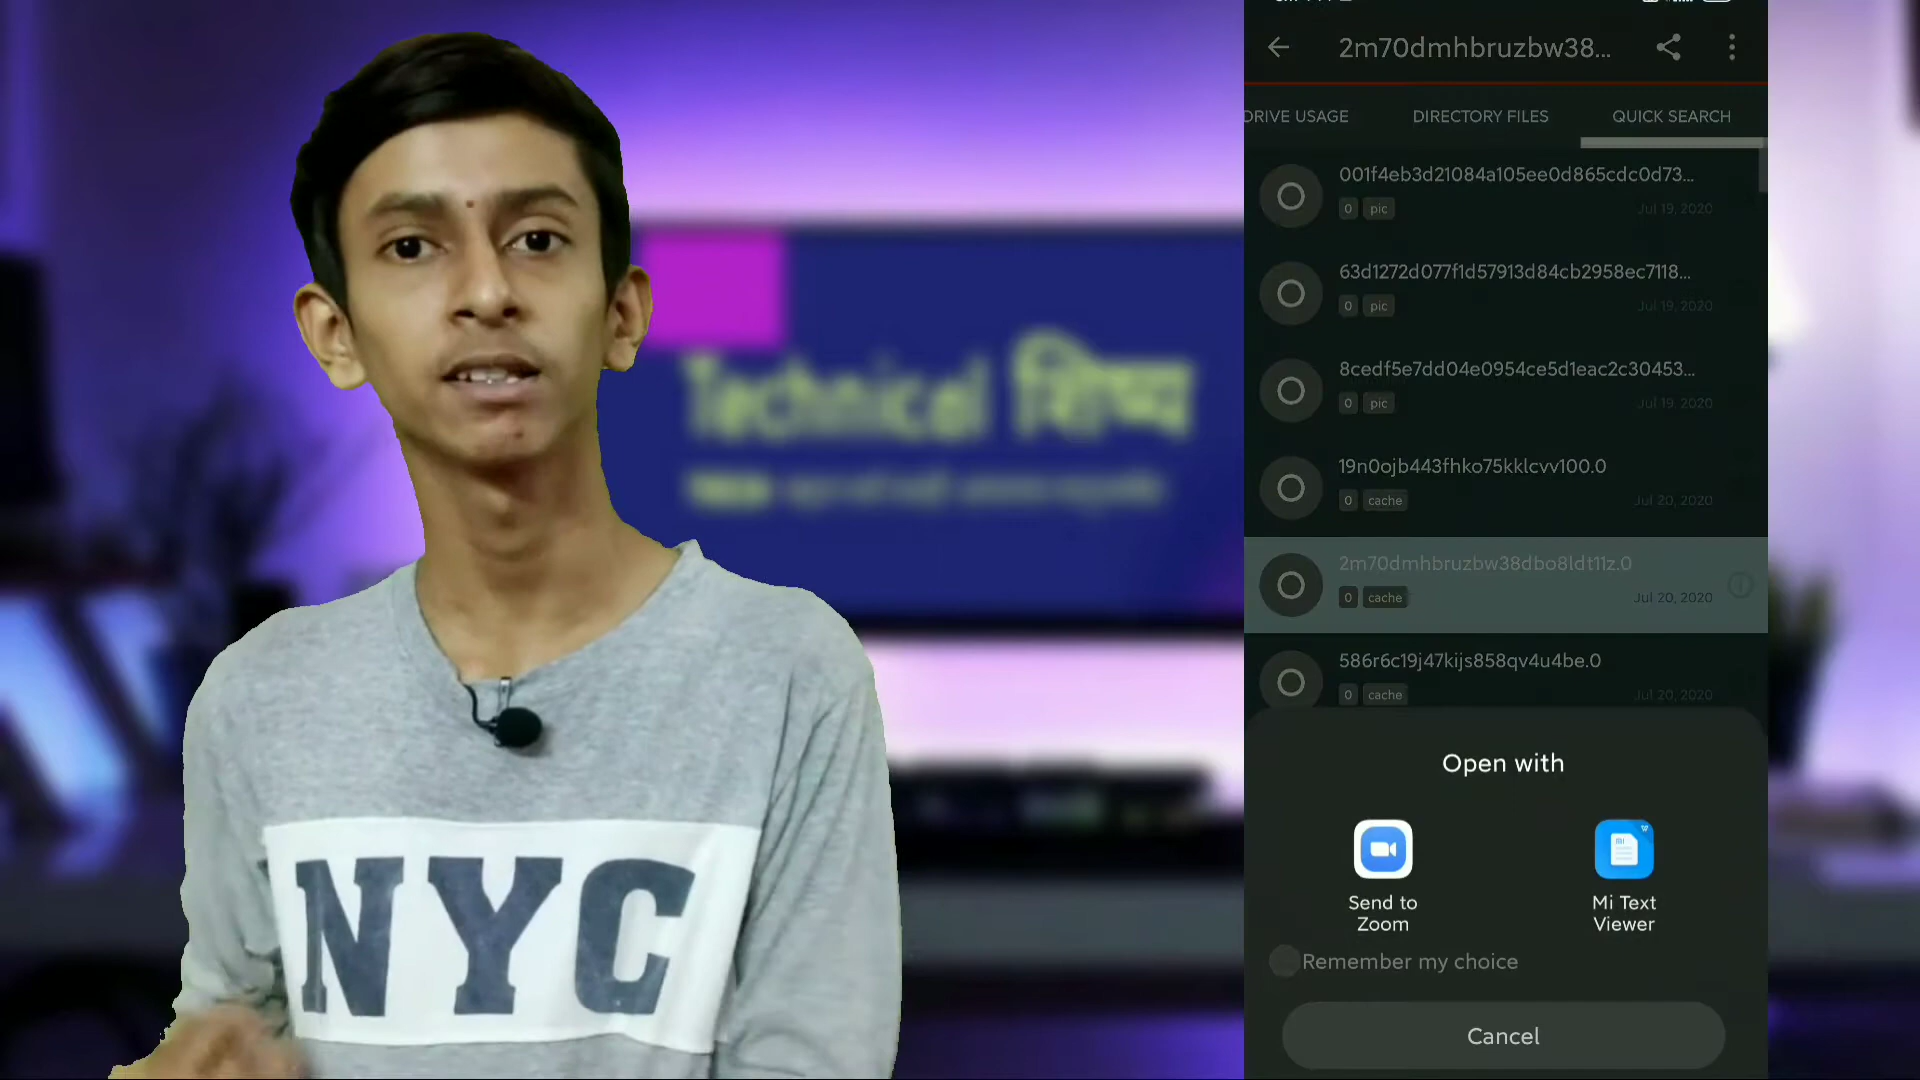 NYC
Technical शिष्य
2m70dmhbruzbw38...
DRIVE USAGE
DIRECTORY FILES
QUICK SEARCH
001f4eb3d21084a105ee0d865cdc0d73...
0 pic
Jul 19, 2020
63d1272d077f1d57913d84cb2958ec7118...
0 pic
Jul 19, 2020
8cedf5e7dd04e0954ce5d1eac2c30453...
0 pic
Jul 19, 2020
19n0ojb443fhko75kklcvv100.0
0 cache
Jul 20, 2020
2m70dmhbruzbw38dbo8ldt11z.0
0 cache
Jul 20, 2020
586r6c19j47kijs858qv4u4be.0
0 cache
Jul 20, 2020
Open with
Send to
Zoom
Mi Text
Viewer
Remember my choice
Cancel